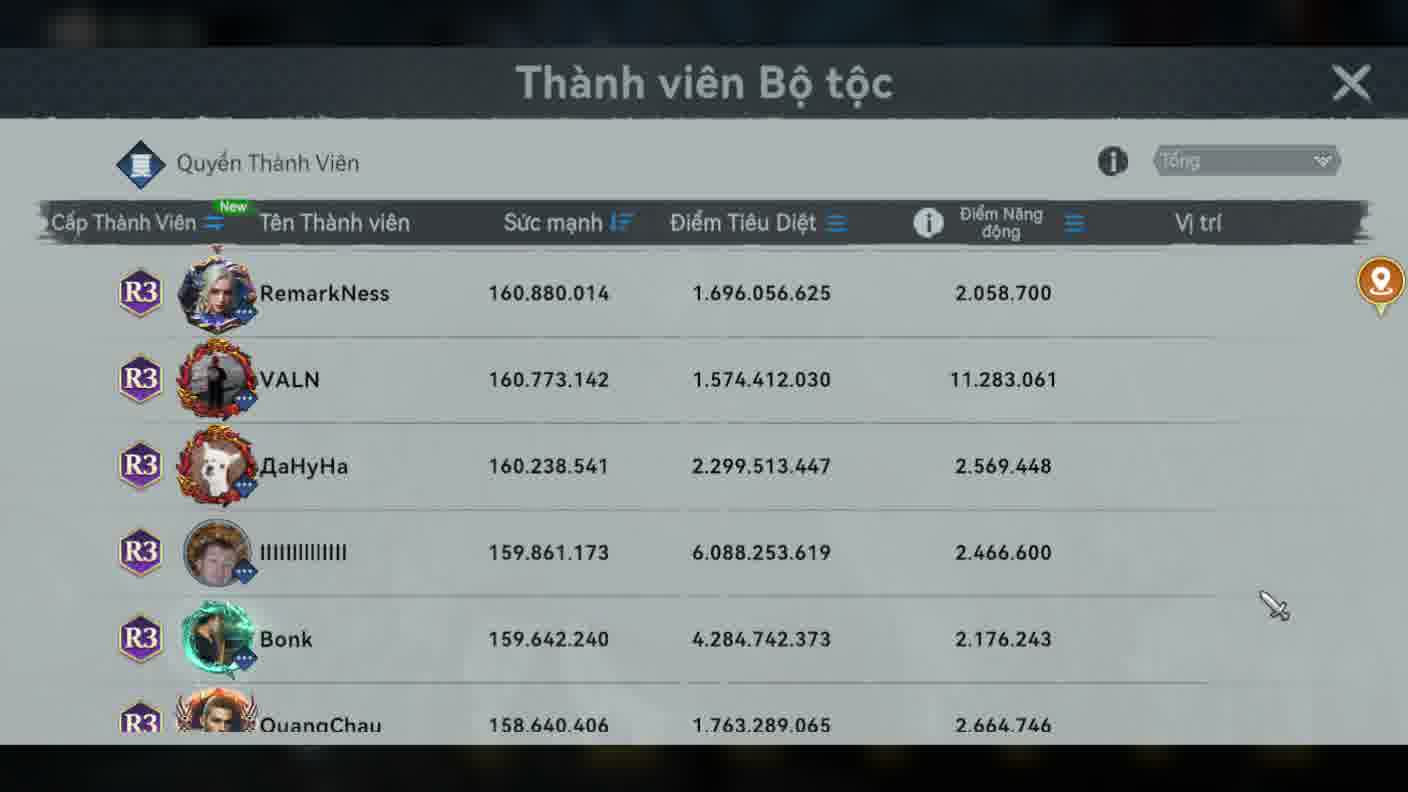 Thành viên Bộ tộc
Quyển Thành Viên
Tổng
New
Cấp Thành Viên Tên Thành viên Sức mạnh Điểm Tiêu Diệt Điểm Năng động Vị trí
R3 RemarkNess 160.880.014 1.696.056.625 2.058.700
R3 VALN 160.773.142 1.574.412.030 11.283.061
R3 ДаНуНа 160.238.541 2.299.513.447 2.569.448
R3 159.861.173 6.088.253.619 2.466.600
R3 Bonk 159.642.240 4.284.742.373 2.176.243
R3 QuangChau 158.640.406 1.763.289.065 2.664.746